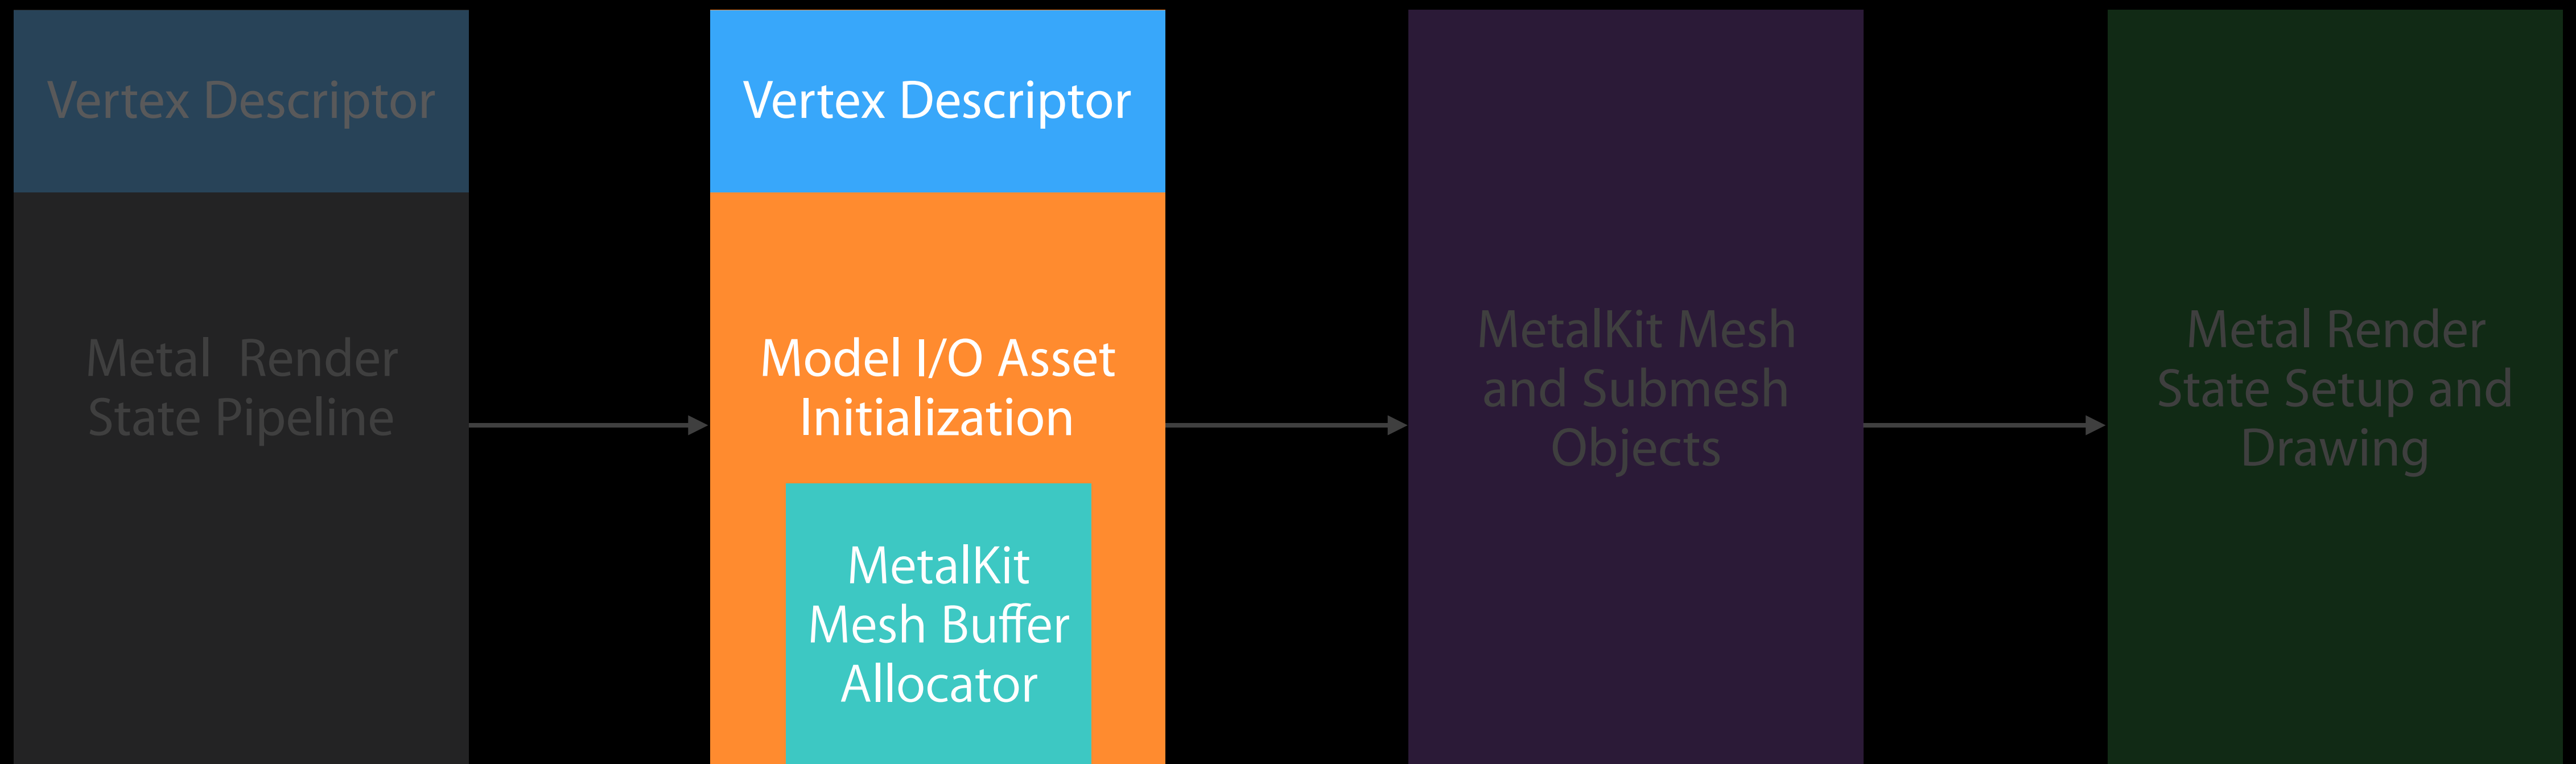 Vertex Descriptor
Metal  Render
State Pipeline
Vertex Descriptor
Model I/O Asset
Initialization
MetalKit
Mesh Buffer
Allocator
MetalKit Mesh
and Submesh
Objects
Metal Render
State Setup and
Drawing